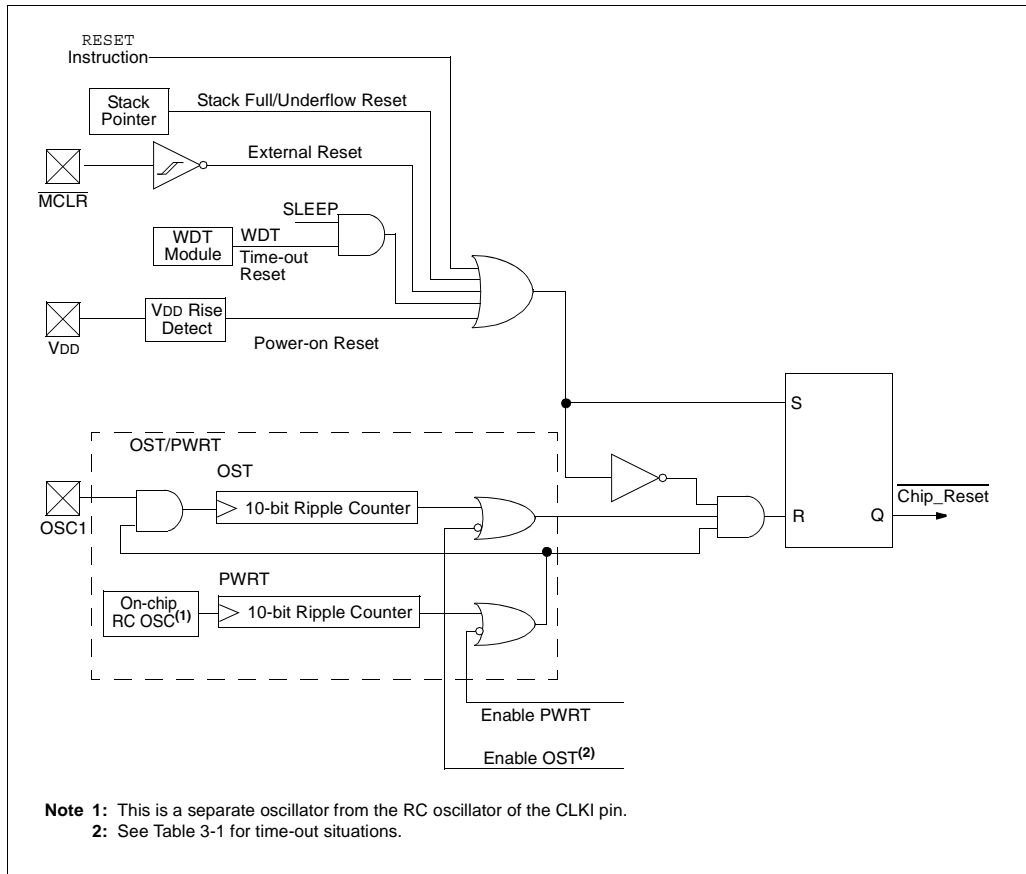 RESET
Instruction
Stack
Pointer
Stack Full/Underflow Reset
External Reset
MCLR
SLEEP
WDT
Module
WDT
Time-out
Reset
VDD Rise
Detect
VDD
Power-on Reset
OST/PWRT
OST
10-bit Ripple Counter
OSC1
PWRT
On-chip
RC OSC(1)
10-bit Ripple Counter
S
R
Q
Chip_Reset
Enable PWRT
Enable OST(2)
Note 1: This is a separate oscillator from the RC oscillator of the CLKI pin.
2: See Table 3-1 for time-out situations.